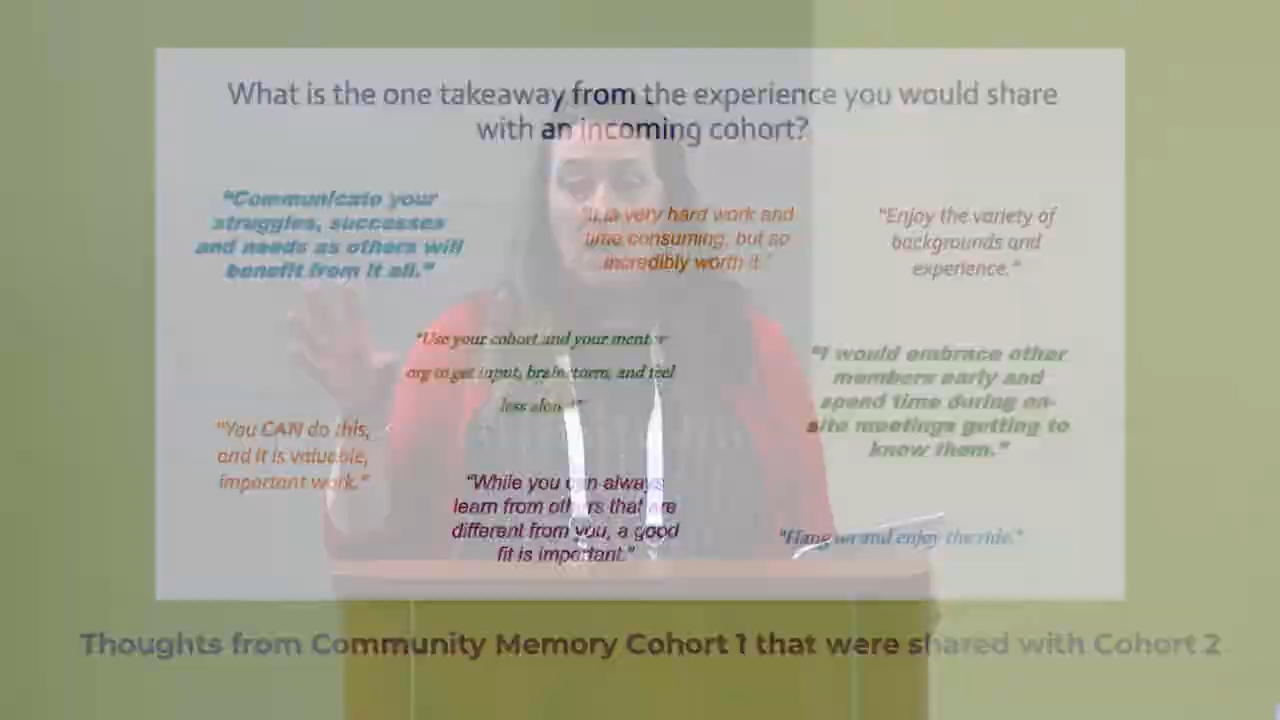 What is the one takeaway from the experience you would share
with an incoming cohort?
"Communicate your
struggles, successes
and needs as others will
benefit from it all."
"It is very hard work and
time consuming, but so
incredibly worth it."
"Enjoy the variety of
backgrounds and
experience."
"Use your cohort and your mentor
org to get input, brainstorm, and feel
less alone!"
"I would embrace other
members early and
spend time during on-
site meetings getting to
know them."
"You CAN do this,
and it is valuable,
important work."
"While you can always
learn from others that are
different from you, a good
fit is important."
"Hang on and enjoy the ride."
Thoughts from Community Memory Cohort 1 that were shared with Cohort 2